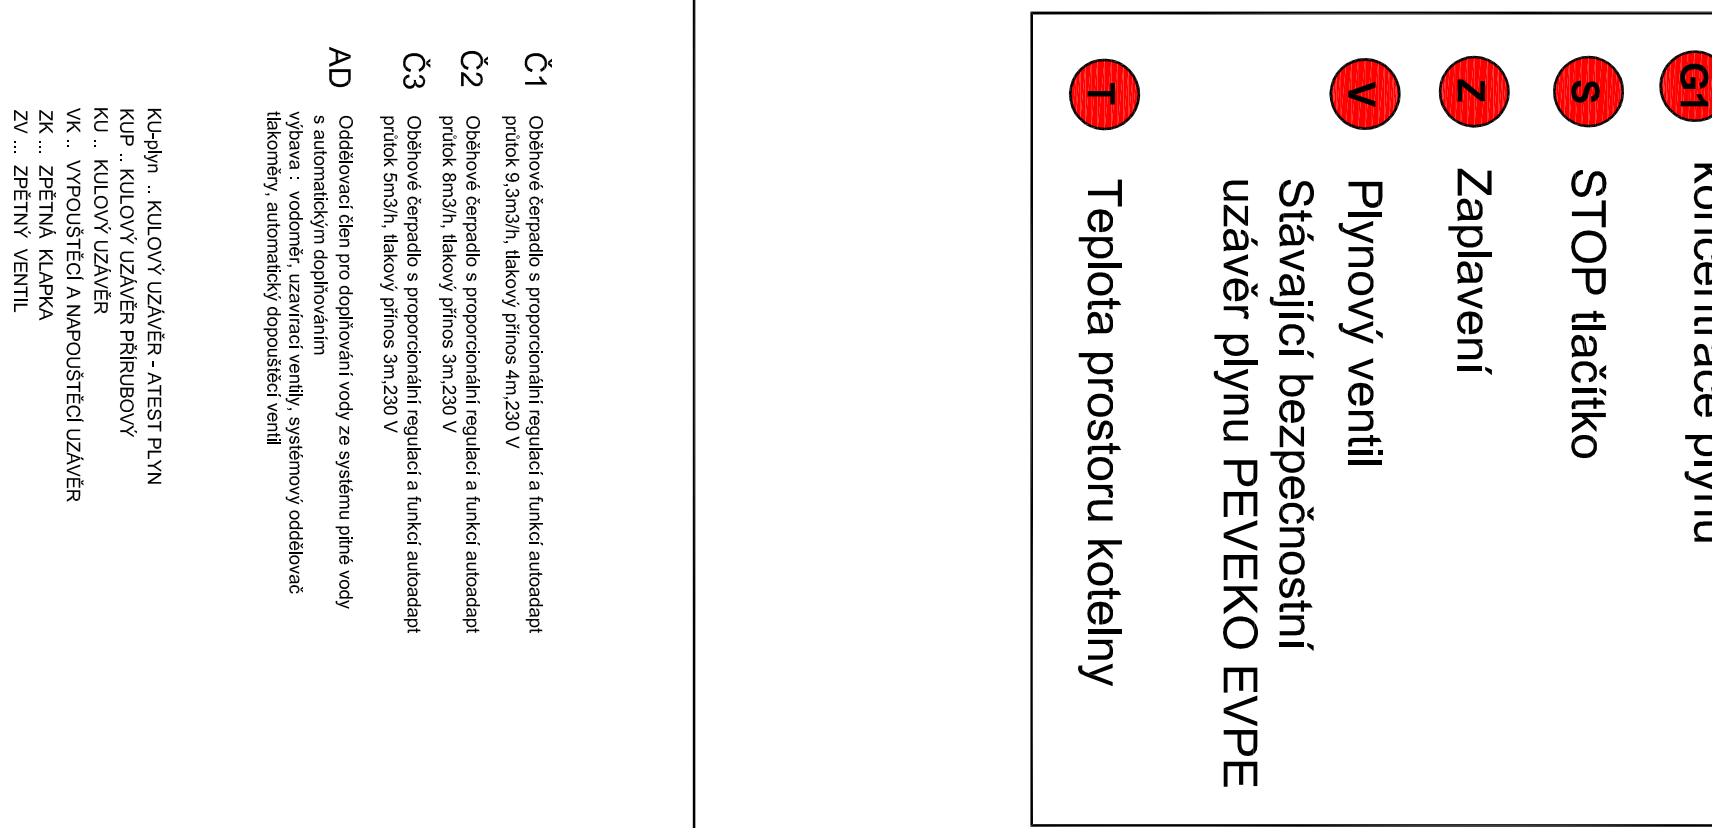 G1
koncentrace plynu
S
STOP tlačítko
Z
Zaplavení
V
Plynový ventil
Stávající bezpečnostní
uzávěr plynu PEVEKO EVPE
T
Teplota prostoru kotelny
Č1
Oběhové čerpadlo s proporcionální regulací a funkcí autoadapt
průtok 9,3m3/h, tlakový přínos 4m,230 V
Č2
Oběhové čerpadlo s proporcionální regulací a funkcí autoadapt
průtok 8m3/h, tlakový přínos 3m,230 V
Č3
Oběhové čerpadlo s proporcionální regulací a funkcí autoadapt
průtok 5m3/h, tlakový přínos 3m,230 V
AD
Oddělovací člen pro doplňování vody ze systému pitné vody
s automatickým doplňováním
výbava : vodoměr, uzavírací ventily, systémový oddělovač
tlakoměry, automatický dopouštěcí ventil
KU-plyn .. KULOVÝ UZÁVĚR - ATEST PLYN
KUP .. KULOVÝ UZÁVĚR PŘÍRUBOVÝ
KU .. KULOVÝ UZÁVĚR
VK .. VYPOUŠTĚCÍ A NAPOUŠTĚCÍ UZÁVĚR
ZK ... ZPĚTNÁ KLAPKA
ZV ... ZPĚTNÝ VENTIL